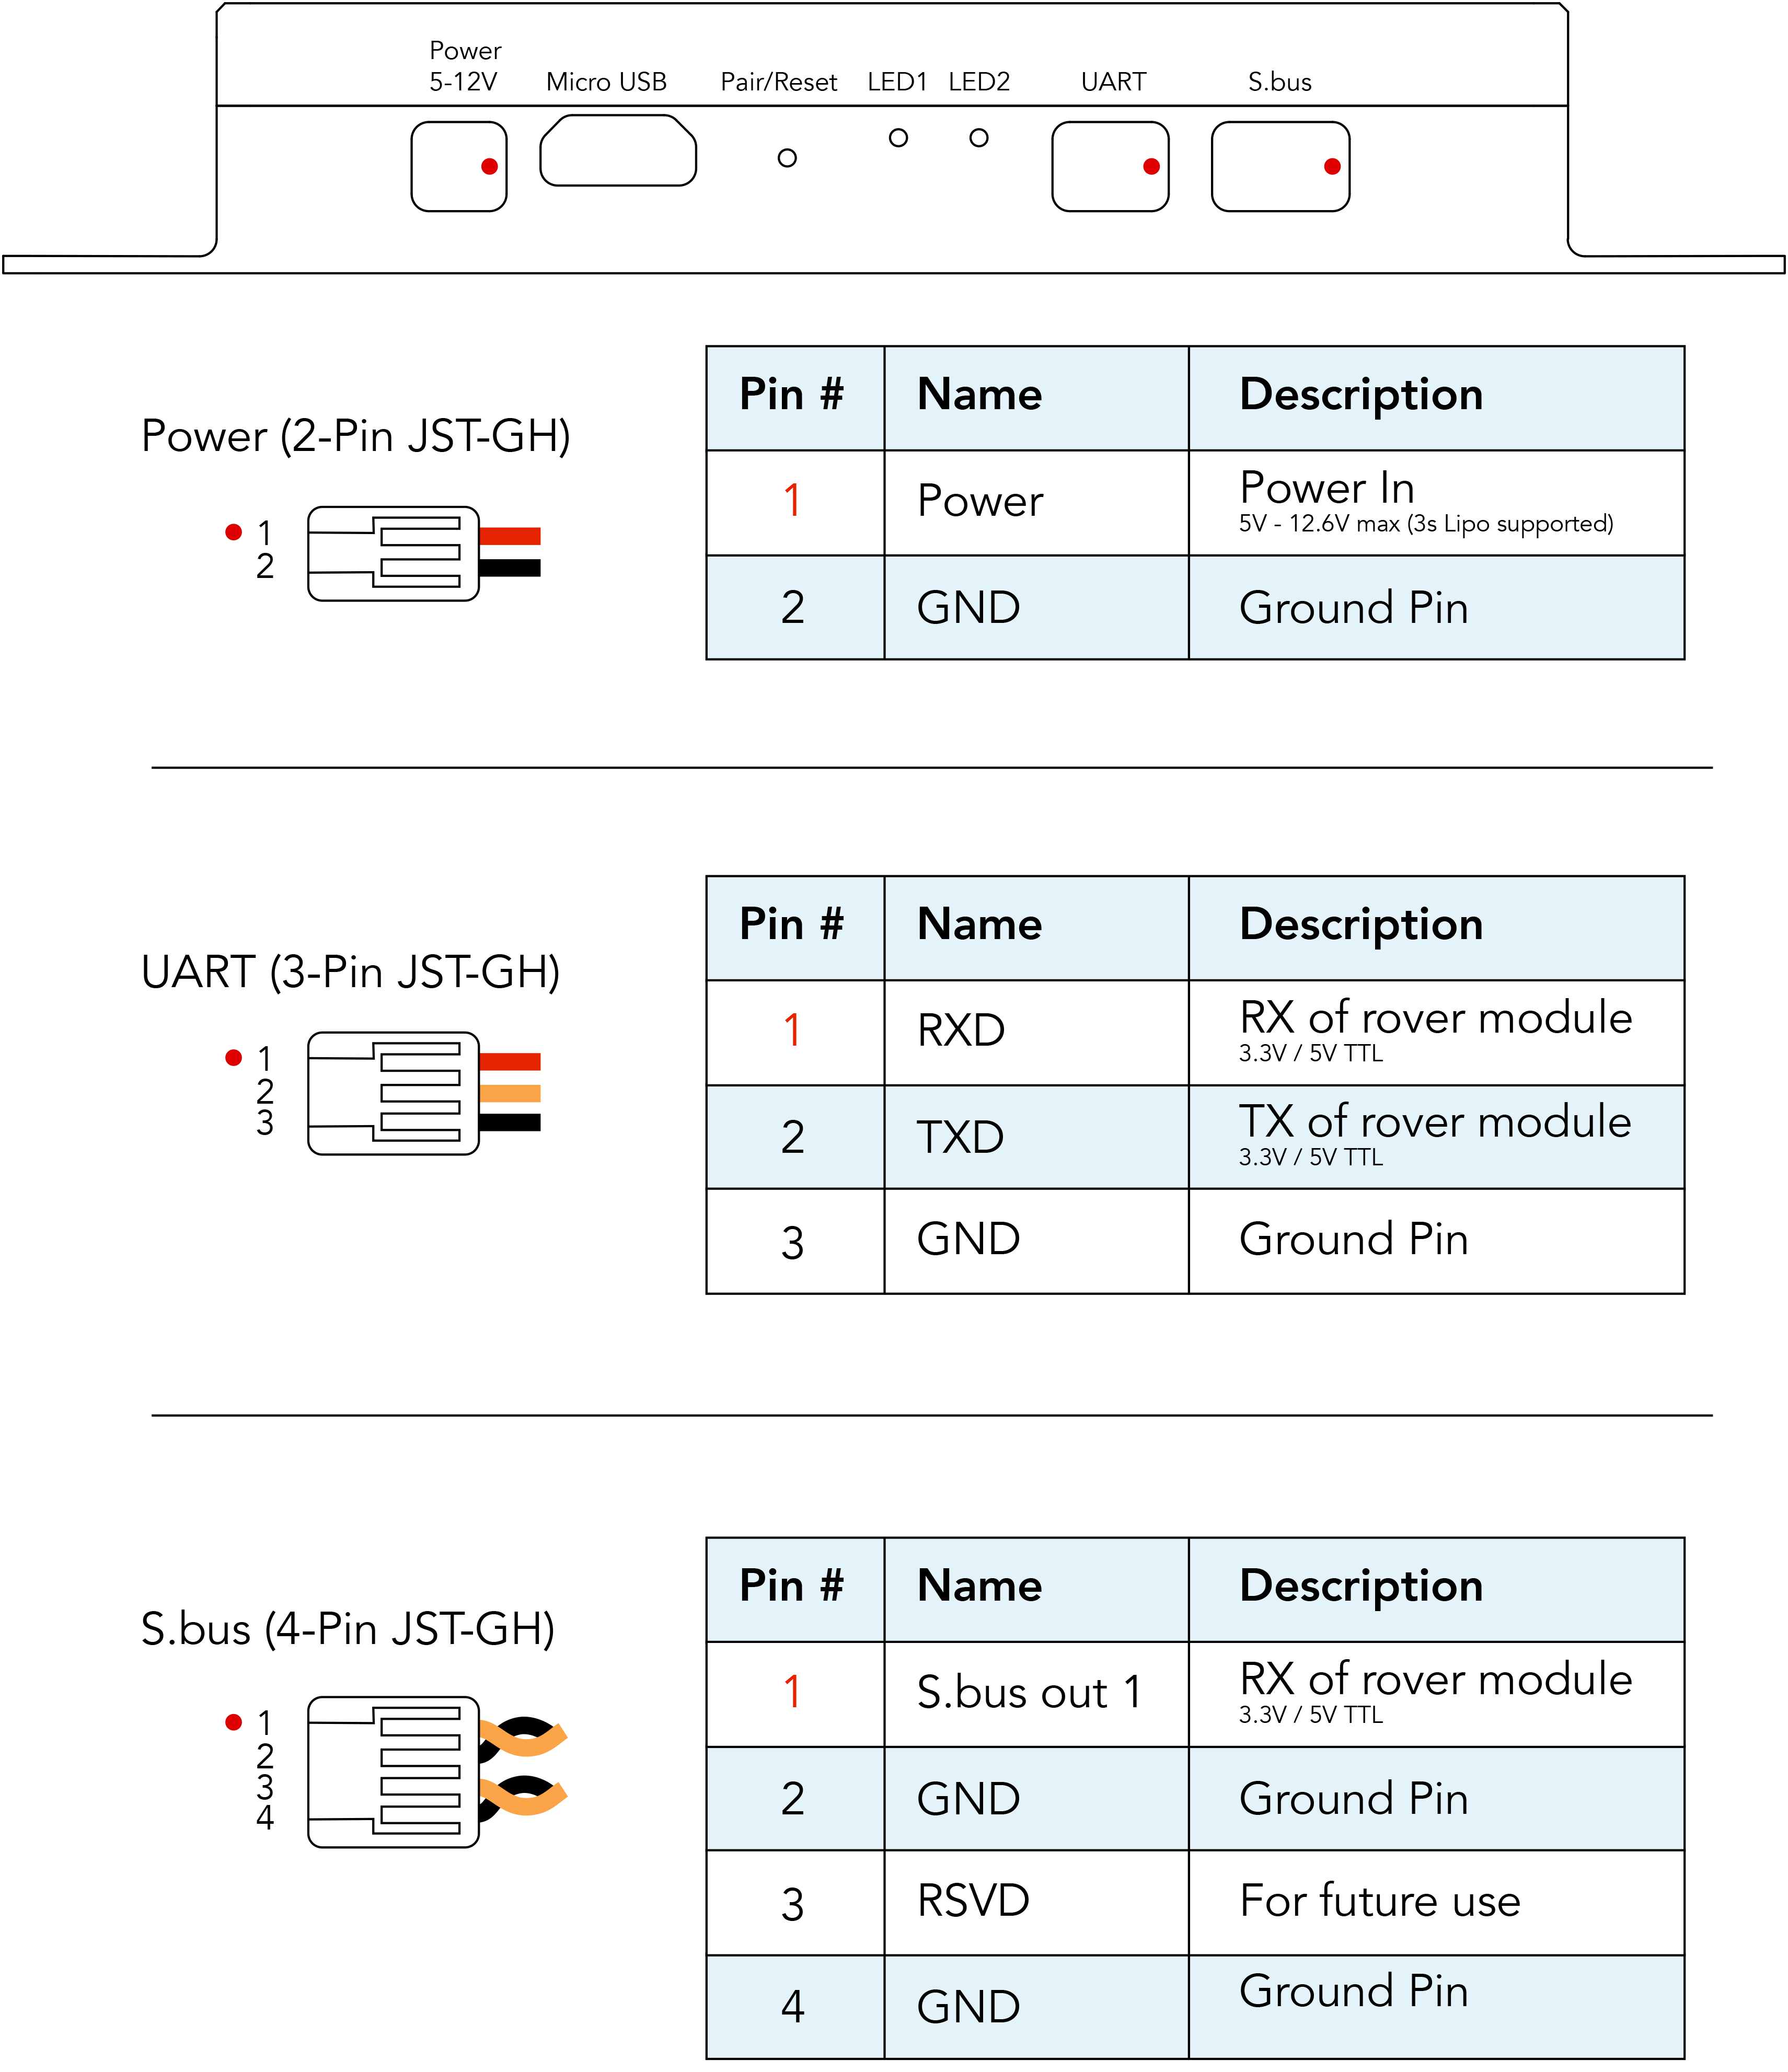 Power
5-12V
Micro USB
Pair/Reset
LED1
LED2
UART
S.bus
Power (2-Pin JST-GH)
1
2
Pin # Name Description
1 Power Power In
5V - 12.6V max (3s Lipo supported)
2 GND Ground Pin
UART (3-Pin JST-GH)
1
2
3
Pin # Name Description
1 RXD RX of rover module
3.3V / 5V TTL
2 TXD TX of rover module
3.3V / 5V TTL
3 GND Ground Pin
S.bus (4-Pin JST-GH)
1
2
3
4
Pin # Name Description
1 S.bus out 1 RX of rover module
3.3V / 5V TTL
2 GND Ground Pin
3 RSVD For future use
4 GND Ground Pin